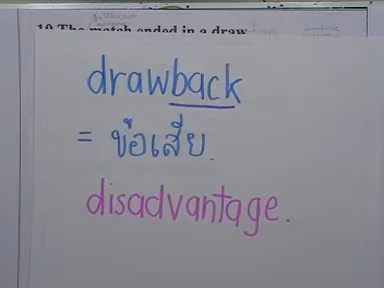 10 The match ended in a draw
drawback
= ข้อเสีย.
disadvantage.